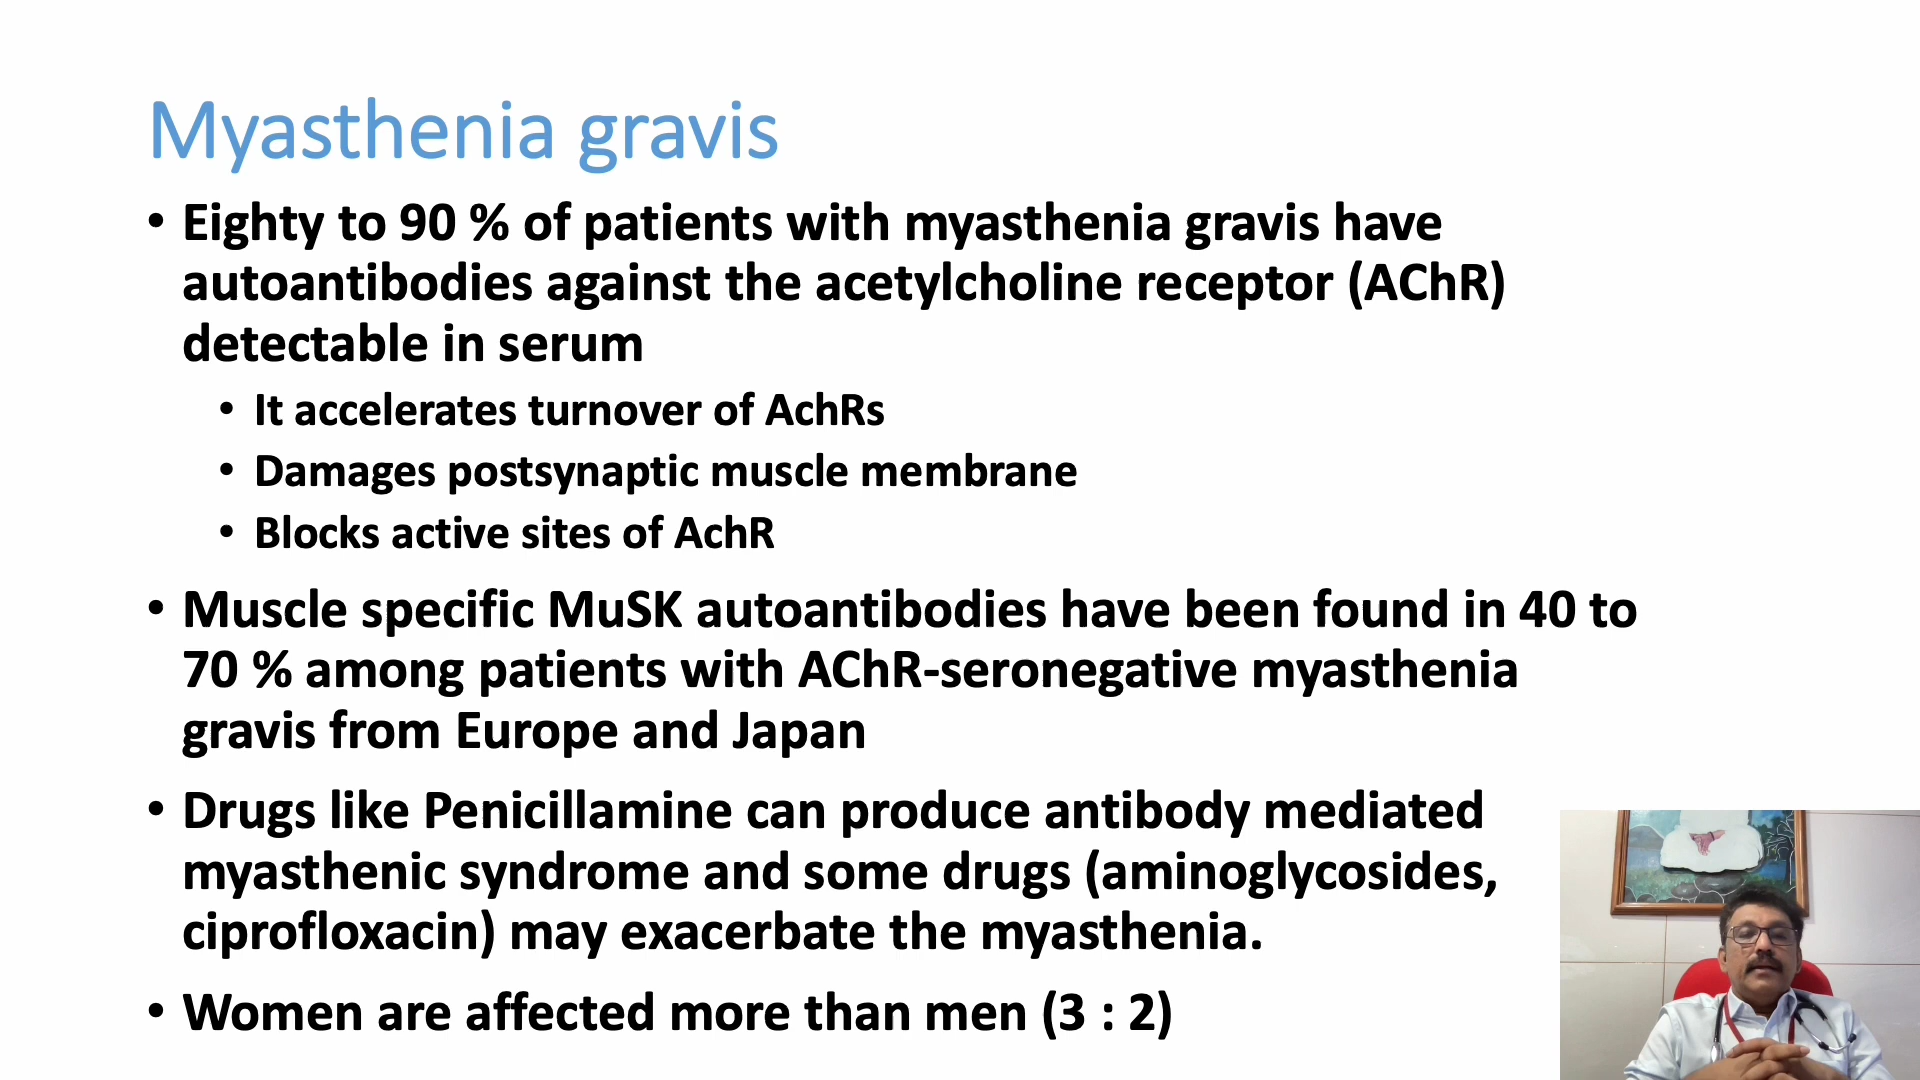 Myasthenia gravis
• Eighty to 90 % of patients with myasthenia gravis have
autoantibodies against the acetylcholine receptor (AChR)
detectable in serum
• It accelerates turnover of AchRs
• Damages postsynaptic muscle membrane
• Blocks active sites of AchR
• Muscle specific MuSK autoantibodies have been found in 40 to
70 % among patients with AChR-seronegative myasthenia
gravis from Europe and Japan
• Drugs like Penicillamine can produce antibody mediated
myasthenic syndrome and some drugs (aminoglycosides,
ciprofloxacin) may exacerbate the myasthenia.
• Women are affected more than men (3 : 2)